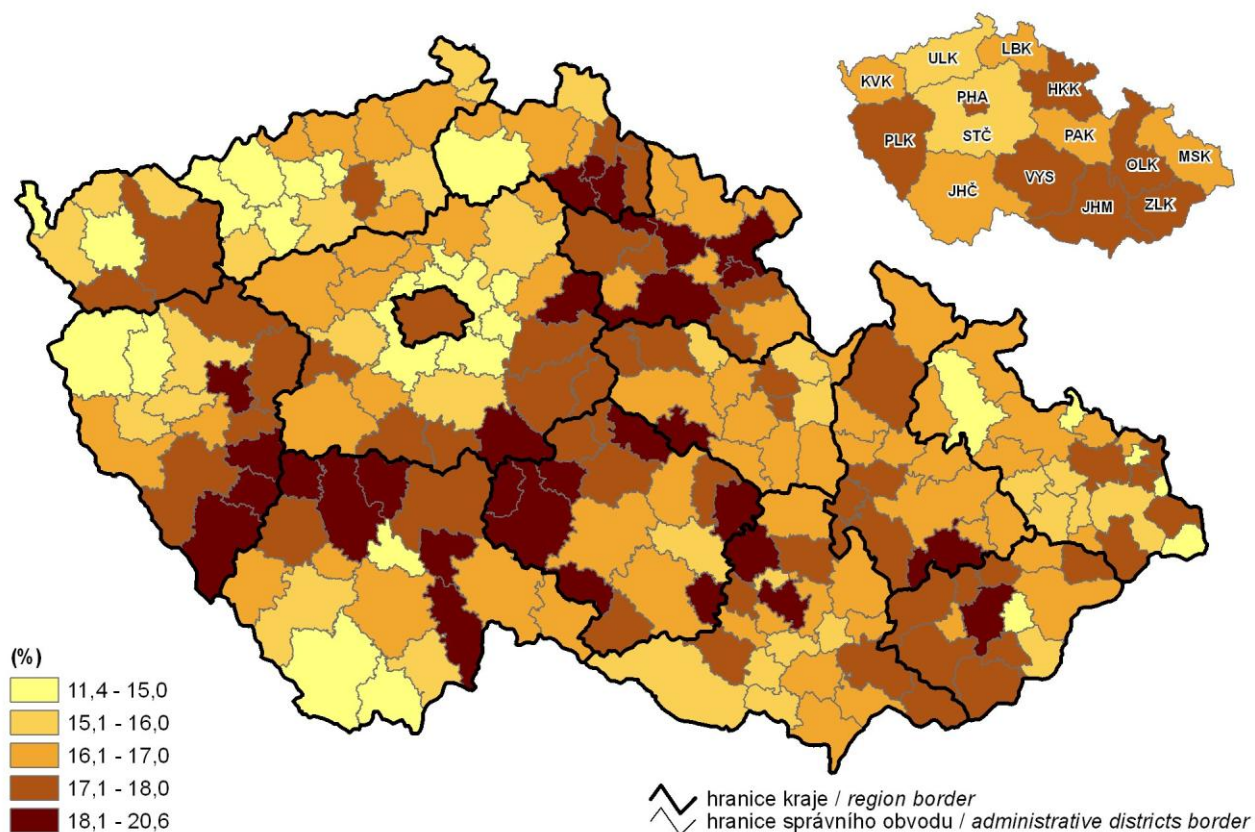 LBK
ULK
KVK
HKK
PHA
STČ
PAK
PLK
MSK
OLK
VYS
JHČ
JHM
ZLK
(%)
11,4 - 15,0
15,1 - 16,0
16,1 - 17,0
17,1 - 18,0
18,1 - 20,6
hranice kraje / region border
hranice správního obvodu / administrative districts border